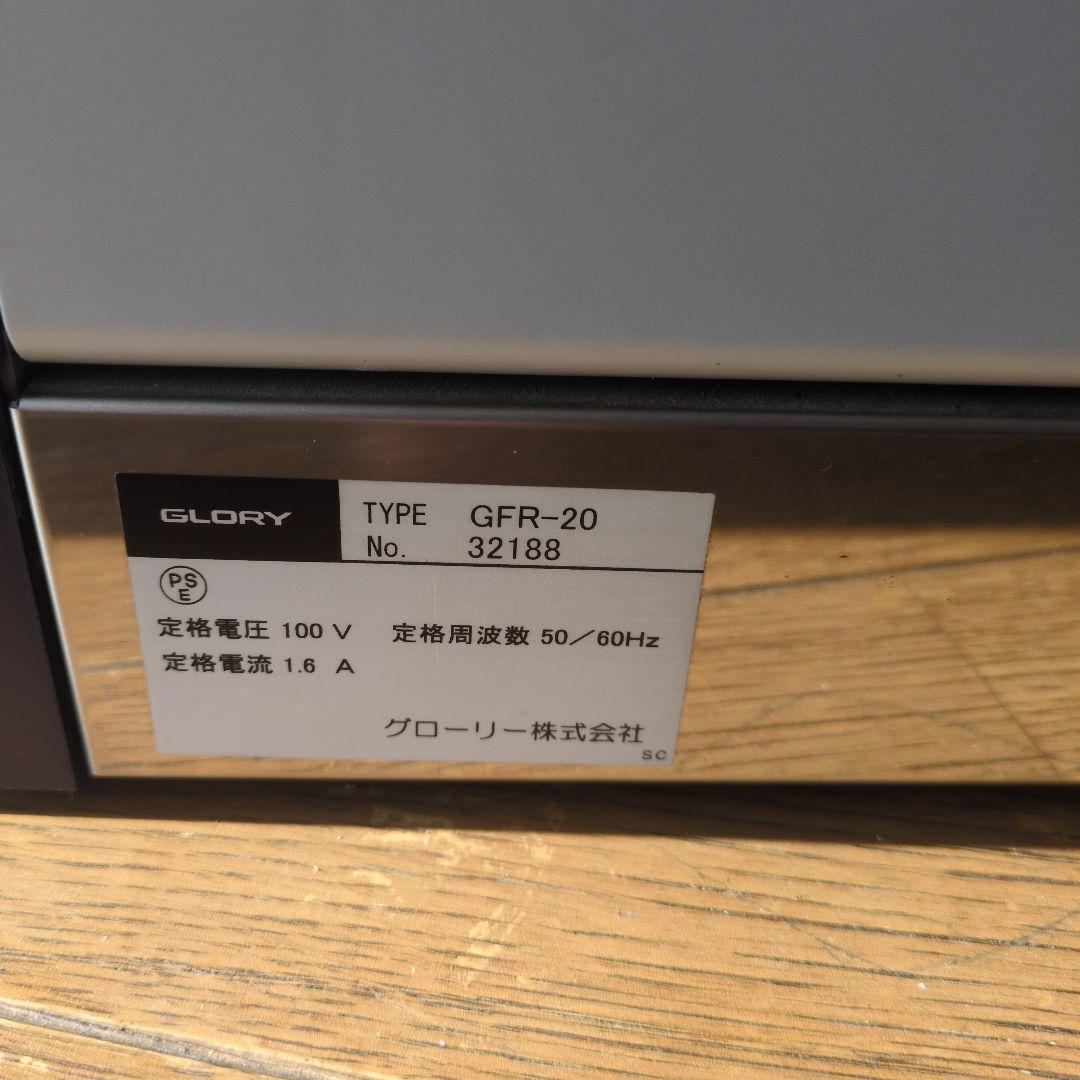 GLORY
TYPE GFR-20
No. 32188
PSE
定格電圧 100 V 定格周波数 50/60Hz
定格電流 1.6 A
グローリー株式会社
SC